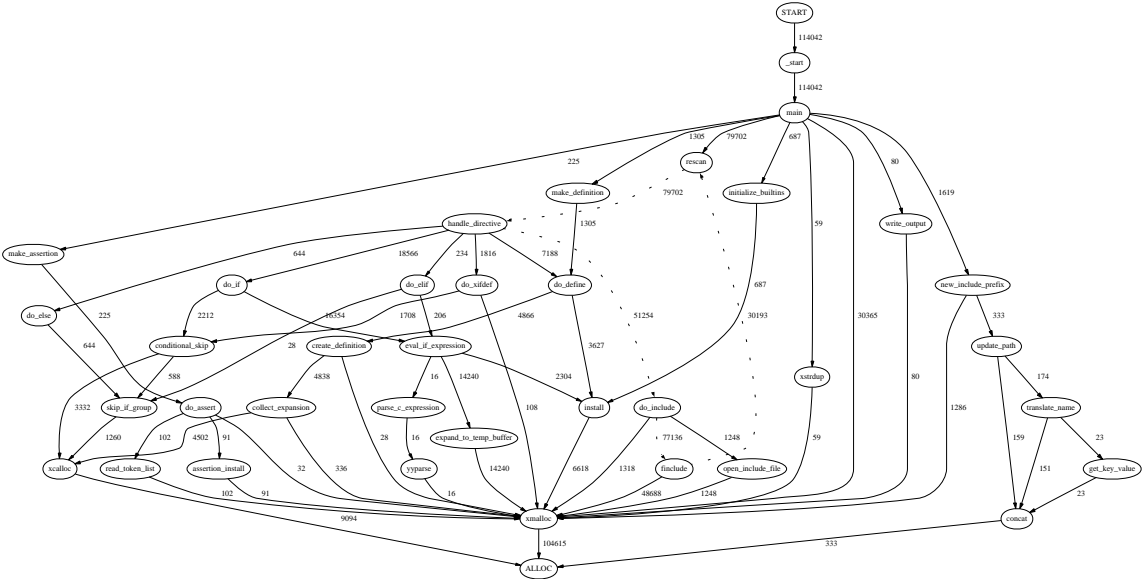 START
114042
_start
114042
main
1305
79702
687
225
80
rescan
1619
make_definition
79702
initialize_builtins
handle_directive
1305
59
write_output
make_assertion
644
18566
234
1816
7188
687
do_if
do_elif
do_xifdef
do_define
new_include_prefix
do_else
225
2212
16354
1708
206
4866
51254
30193
30365
333
644
conditional_skip
28
create_definition
eval_if_expression
3627
update_path
588
4838
16
14240
2304
xstrdup
80
174
3332
skip_if_group
do_assert
collect_expansion
parse_c_expression
108
install
do_include
1286
translate_name
1260
4502
102
91
28
16
expand_to_temp_buffer
77136
1248
59
159
23
xcalloc
read_token_list
assertion_install
32
336
yyparse
14240
6618
1318
finclude
open_include_file
151
get_key_value
102
91
16
48688
1248
23
9094
xmalloc
concat
104615
333
ALLOC